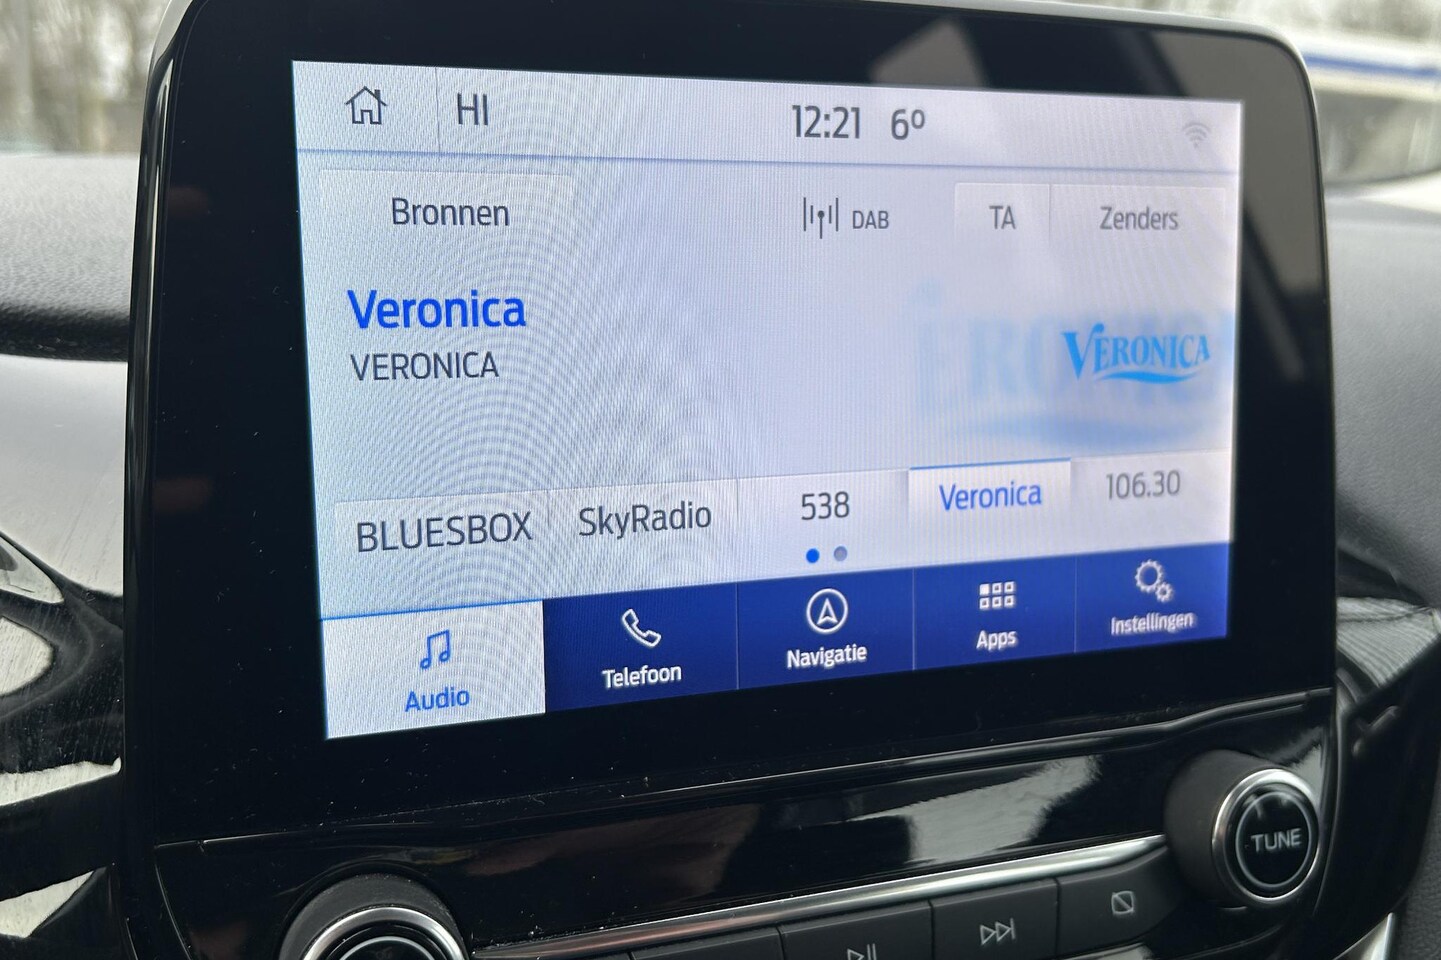 HI 12:21 6°
Bronnen DAB TA Zenders
Veronica
VERONICA
VERONICA
BLUESBOX SkyRadio 538 Veronica 106.30
Audio Telefoon Navigatie Apps Instellingen
TUNE